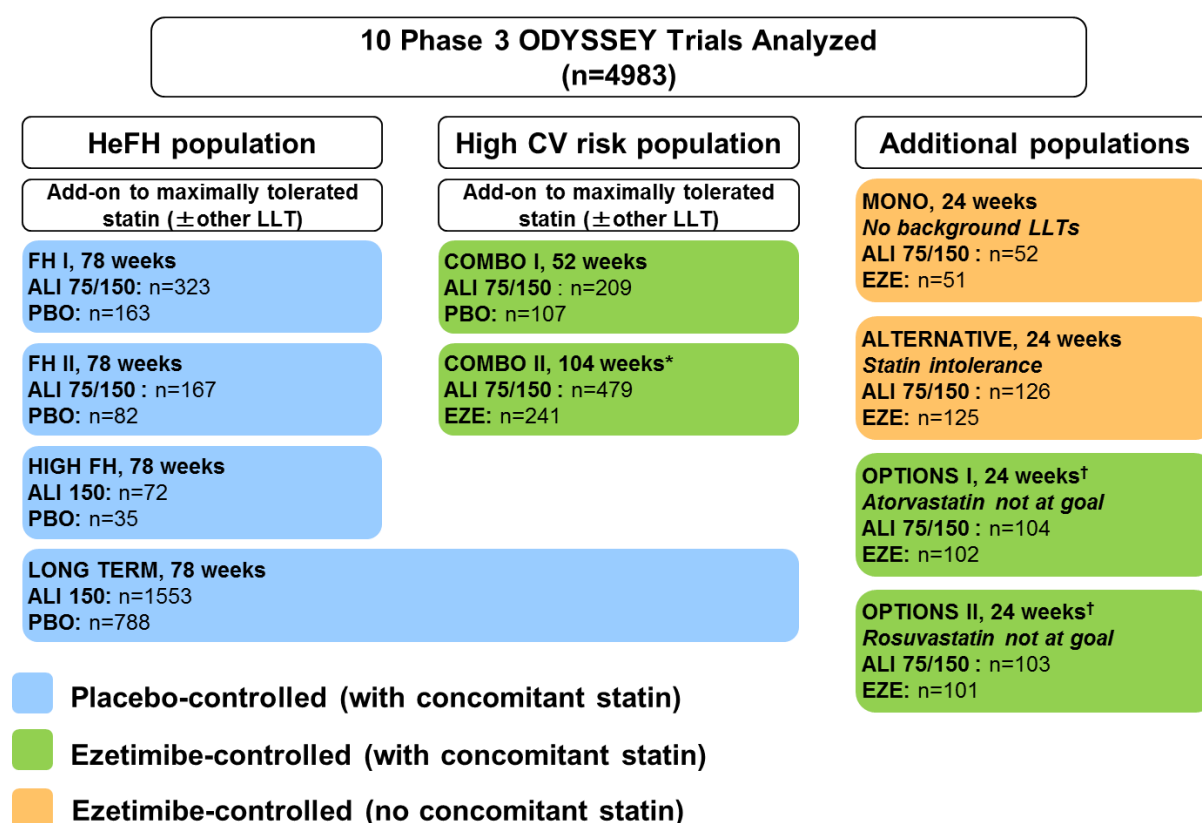 10 Phase 3 ODYSSEY Trials Analyzed
(n=4983)
HeFH population
Add-on to maximally tolerated
statin (±other LLT)
FH I, 78 weeks
ALI 75/150: n=323
PBO: n=163
FH II, 78 weeks
ALI 75/150 : n=167
PBO: n=82
HIGH FH, 78 weeks
ALI 150: n=72
PBO: n=35
LONG TERM, 78 weeks
ALI 150: n=1553
PBO: n=788
High CV risk population
Add-on to maximally tolerated
statin (±other LLT)
COMBO I, 52 weeks
ALI 75/150 : n=209
PBO: n=107
COMBO II, 104 weeks*
ALI 75/150 : n=479
EZE: n=241
Additional populations
MONO, 24 weeks
No background LLTs
ALI 75/150 : n=52
EZE: n=51
ALTERNATIVE, 24 weeks
Statin intolerance
ALI 75/150 : n=126
EZE: n=125
OPTIONS I, 24 weeks†
Atorvastatin not at goal
ALI 75/150 : n=104
EZE: n=102
OPTIONS II, 24 weeks†
Rosuvastatin not at goal
ALI 75/150 : n=103
EZE: n=101
Placebo-controlled (with concomitant statin)
Ezetimibe-controlled (with concomitant statin)
Ezetimibe-controlled (no concomitant statin)